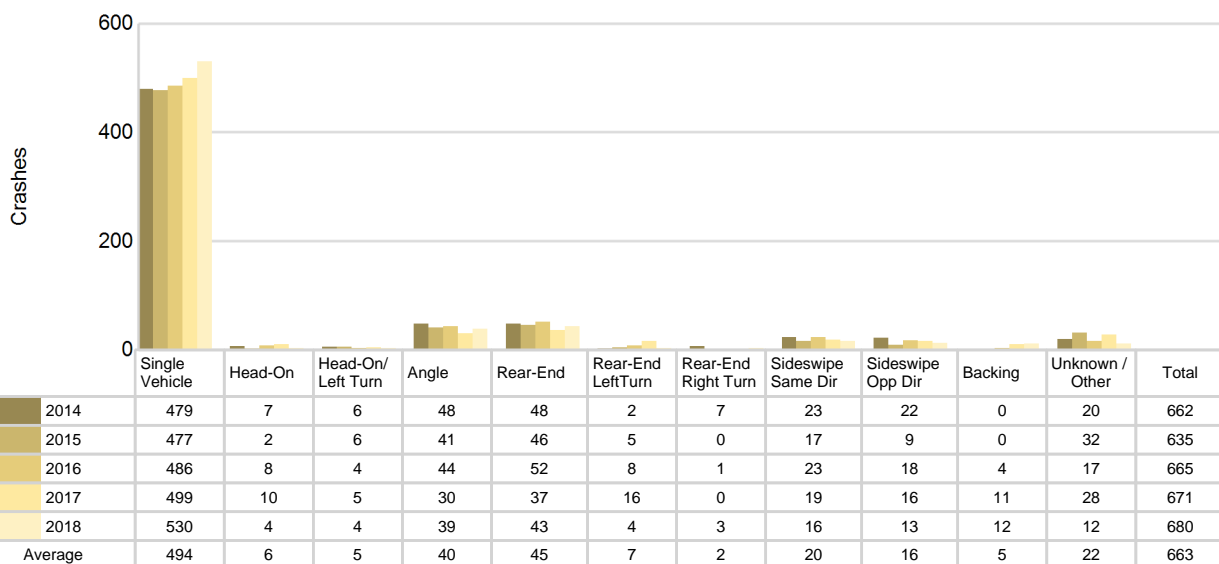 600
400
200
0
Crashes
Single Vehicle Head-On Head-On/ Left Turn Angle Rear-End Rear-End LeftTurn Rear-End Right Turn Sideswipe Same Dir Sideswipe Opp Dir Backing Unknown / Other Total
2014 479 7 6 48 48 2 7 23 22 0 20 662
2015 477 2 6 41 46 5 0 17 9 0 32 635
2016 486 8 4 44 52 8 1 23 18 4 17 665
2017 499 10 5 30 37 16 0 19 16 11 28 671
2018 530 4 4 39 43 4 3 16 13 12 12 680
Average 494 6 5 40 45 7 2 20 16 5 22 663